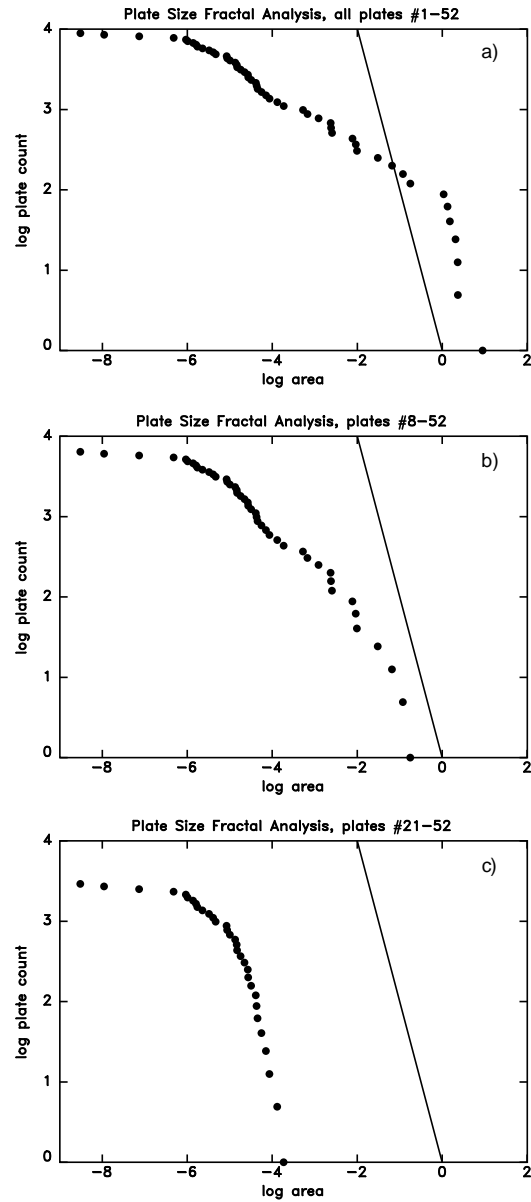 Plate Size Fractal Analysis, all plates #1−52
a)
4
3
2
1
0
log plate count
−8 −6 −4 −2 0 2
log area
Plate Size Fractal Analysis, plates #8−52
b)
4
3
2
1
0
log plate count
−8 −6 −4 −2 0 2
log area
Plate Size Fractal Analysis, plates #21−52
c)
4
3
2
1
0
log plate count
−8 −6 −4 −2 0 2
log area